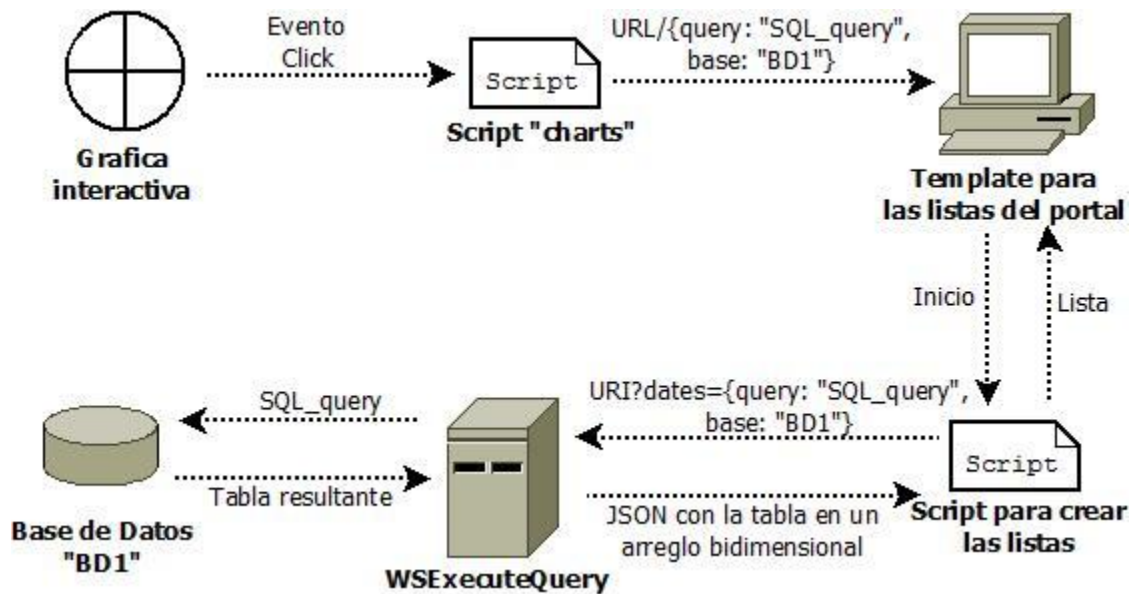 Evento
Click
URL/{query: "SQL_query",
base: "BD1"}
Script
Script "charts"
Grafica
interactiva
Template para
las listas del portal
Inicio
Lista
SQL_query
URI?dates={query: "SQL_query",
base: "BD1"}
Script
Tabla resultante
JSON con la tabla en un
arreglo bidimensional
Script para crear
las listas
Base de Datos
"BD1"
WSExecuteQuery